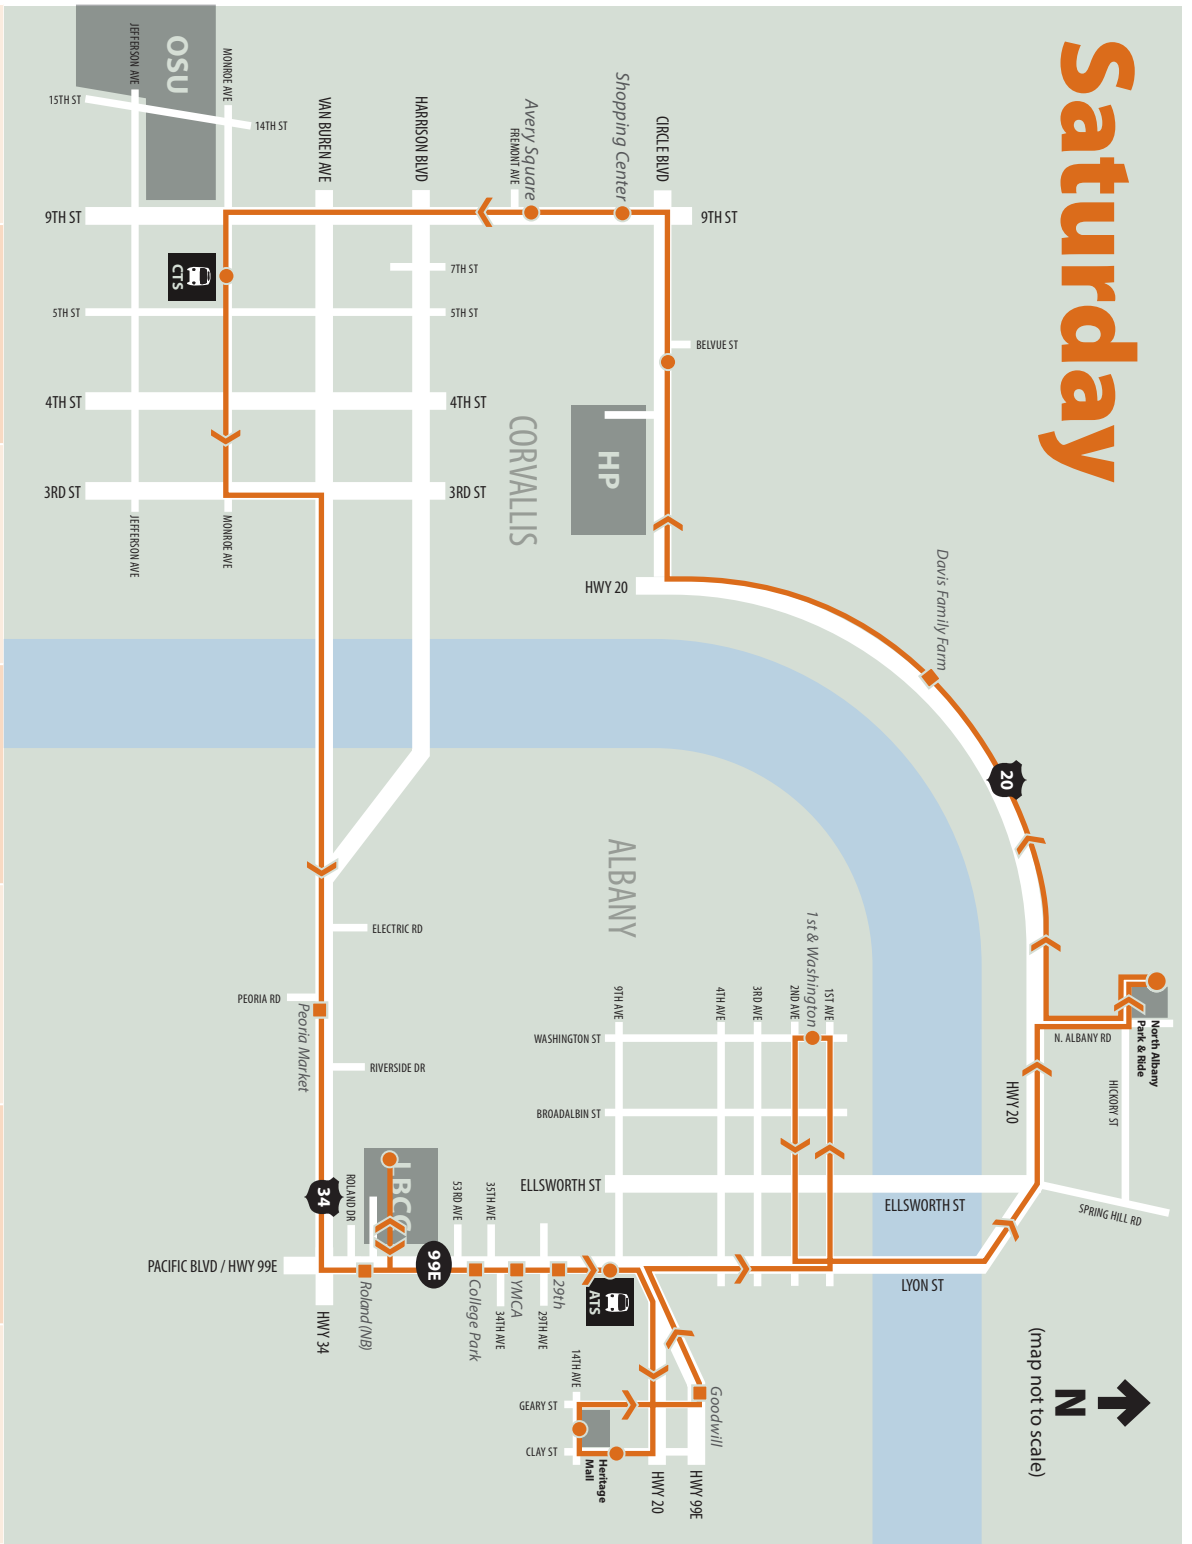 Saturday
OSU
JEFFERSON AVE
MONROE AVE
15TH ST
14TH ST
VAN BUREN AVE
HARRISON BLVD
FREMONT AVE
Avery Square
Shopping Center
CIRCLE BLVD
9TH ST
9TH ST
CTS
7TH ST
5TH ST
5TH ST
BELVUE ST
4TH ST
4TH ST
CORVALLIS
HP
3RD ST
3RD ST
JEFFERSON AVE
MONROE AVE
HWY 20
Davis Family Farm
20
ALBANY
ELECTRIC RD
PEORIA RD
Peoria Market
RIVERSIDE DR
9TH AVE
4TH AVE
3RD AVE
2ND AVE
1st & Washington
1ST AVE
WASHINGTON ST
BROADALBIN ST
North Albany
Park & Ride
N. ALBANY RD
HICKORY ST
HWY 20
ELLSWORTH ST
ELLSWORTH ST
SPRING HILL RD
LBCC
34
ROLAND DR
53RD AVE
35TH AVE
PACIFIC BLVD / HWY 99E
99E
LYON ST
HWY 34
Roland (NB)
College Park
YMCA
34TH AVE
29th
29TH AVE
ATS
14TH AVE
GEARY ST
CLAY ST
Heritage
Mall
Goodwill
HWY 20
HWY 99E
N
(map not to scale)